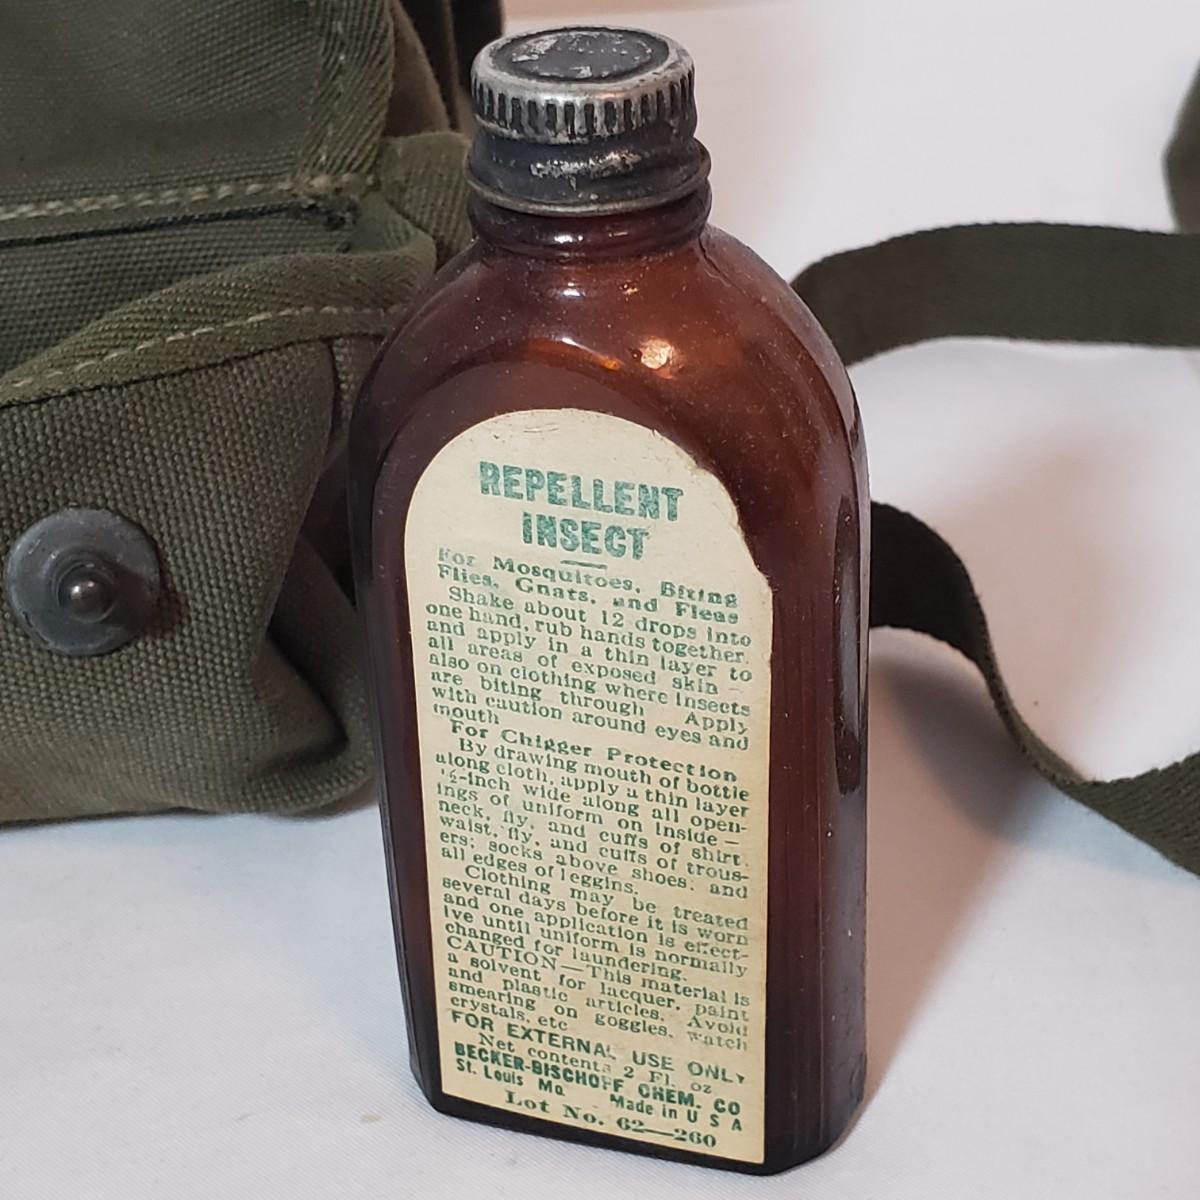 REPELLENT
INSECT
For Mosquitoes, Biting
Flies, Gnats, and Fleas
Shake about 12 drops into
one hand, rub hands together.
and apply in a thin layer to
all areas of exposed skin -
also on clothing where insects
are biting through Apply
with caution around eyes and
mouth
For Chigger Protection
By drawing mouth of bottle
along cloth, apply a thin layer
½-inch wide along all open-
ings of uniform on inside—
neck, fly, and cuffs of shirt.
waist, fly, and cuffs of trous-
ers; socks above shoes; and
all edges of leggins.
Clothing may be treated
several days before it is worn
and one application is effect-
ive until uniform is normally
changed for laundering.
CAUTION—This material is
a solvent for lacquer, paint
and plastic articles. Avoid
smearing on goggles, watch
crystals, etc
FOR EXTERNAL USE ONLY
Net contents 2 Fl. oz
BECKER-BISCHOFF CHEM. CO
St. Louis Mo. Made in U S A
Lot No. 62—260